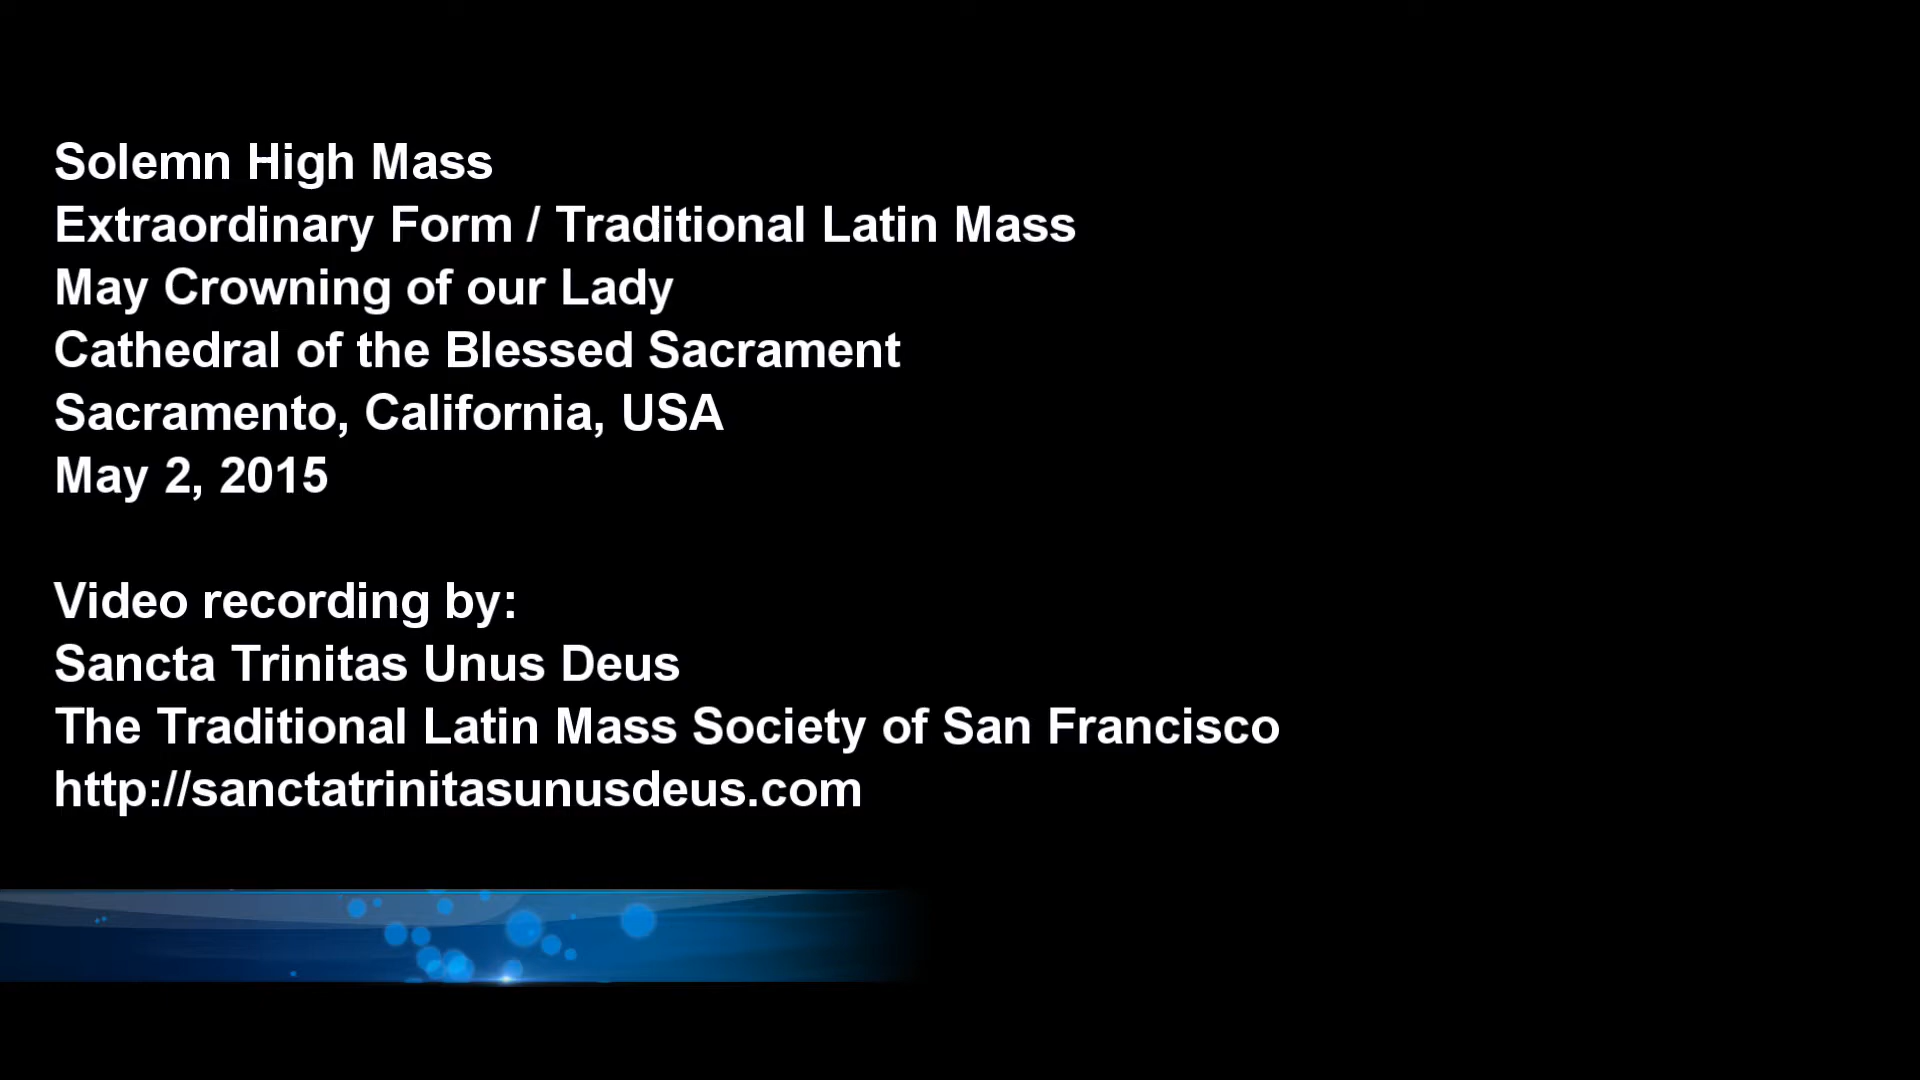 Solemn High Mass
Extraordinary Form / Traditional Latin Mass
May Crowning of our Lady
Cathedral of the Blessed Sacrament
Sacramento, California, USA
May 2, 2015
Video recording by:
Sancta Trinitas Unus Deus
The Traditional Latin Mass Society of San Francisco
http://sanctatrinitasunusdeus.com